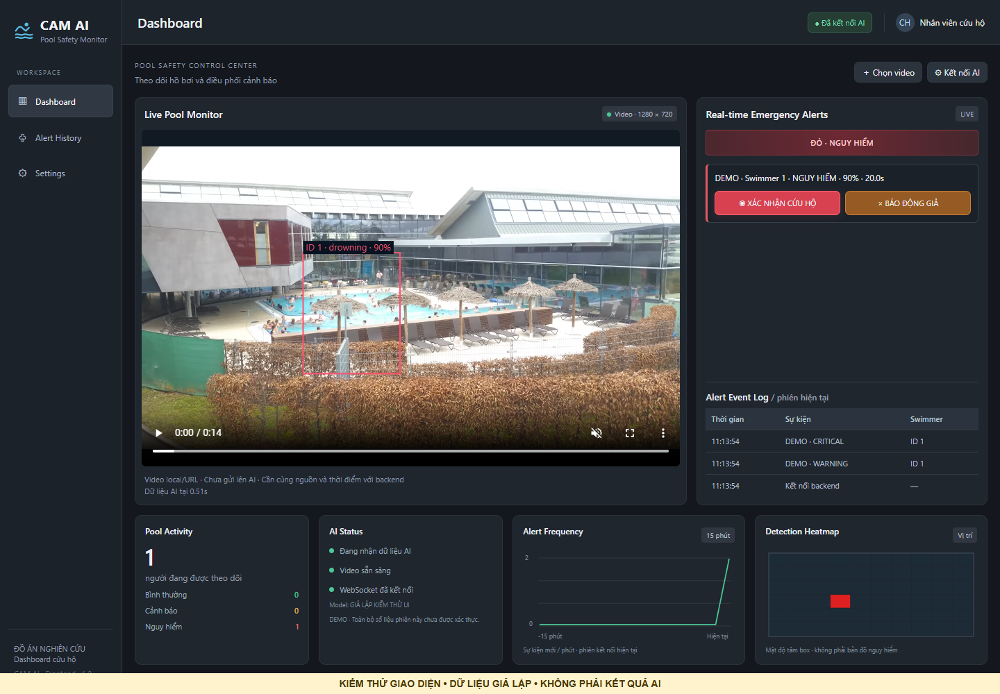 CAM AI
Pool Safety Monitor
WORKSPACE
Dashboard
Alert History
Settings
ĐỒ ÁN NGHIÊN CỨU
Dashboard cứu hộ
Dashboard
● Đã kết nối AI
CH Nhân viên cứu hộ
POOL SAFETY CONTROL CENTER
Theo dõi hồ bơi và điều phối cảnh báo
+ Chọn video
⚙ Kết nối AI
Live Pool Monitor
Video · 1280 × 720
ID 1 · drowning · 90%
0:00 / 0:14
Video local/URL · Chưa gửi lên AI · Cần cùng nguồn và thời điểm với backend
Dữ liệu AI tại 0.51s
Real-time Emergency Alerts
LIVE
ĐỎ · NGUY HIỂM
DEMO · Swimmer 1 · NGUY HIỂM · 90% · 20.0s
◉ XÁC NHẬN CỨU HỘ
× BÁO ĐỘNG GIẢ
Alert Event Log / phiên hiện tại
Thời gian Sự kiện Swimmer
11:13:54 DEMO · CRITICAL ID 1
11:13:54 DEMO · WARNING ID 1
11:13:54 Kết nối backend —
Pool Activity
1
người đang được theo dõi
Bình thường 0
Cảnh báo 0
Nguy hiểm 1
AI Status
Đang nhận dữ liệu AI
Video sẵn sàng
WebSocket đã kết nối
Model: GIẢ LẬP KIỂM THỬ UI
DEMO · Toàn bộ số liệu phiên này chưa được xác thực.
Alert Frequency
15 phút
2
0
-15 phút Hiện tại
Sự kiện mới / phút · phiên kết nối hiện tại
Detection Heatmap
Vị trí
Mật độ tâm box · không phải bản đồ nguy hiểm
KIỂM THỬ GIAO DIỆN • DỮ LIỆU GIẢ LẬP • KHÔNG PHẢI KẾT QUẢ AI